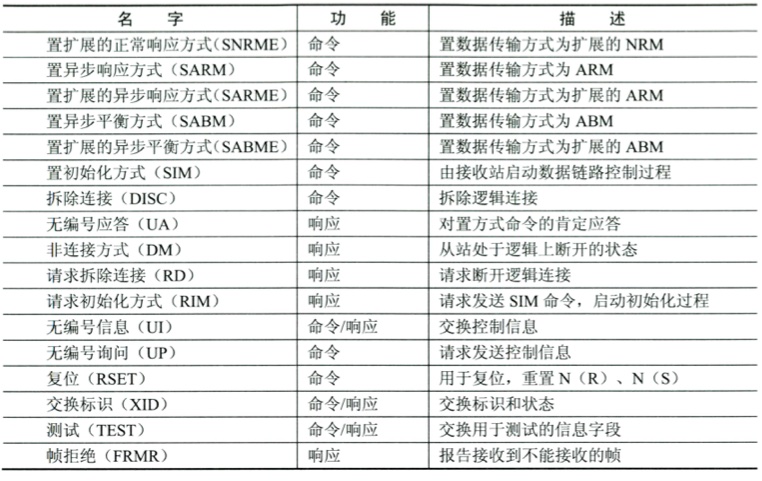 名 字 功 能 描 述
置扩展的正常响应方式(SNRME) 命令 置数据传输方式为扩展的 NRM
置异步响应方式(SARM) 命令 置数据传输方式为 ARM
置扩展的异步响应方式(SARME) 命令 置数据传输方式为扩展的 ARM
置异步平衡方式(SABM) 命令 置数据传输方式为 ABM
置扩展的异步平衡方式(SABME) 命令 置数据传输方式为扩展的 ABM
置初始化方式(SIM) 命令 由接收站启动数据链路控制过程
拆除连接(DISC) 命令 拆除逻辑连接
无编号应答(UA) 响应 对置方式命令的肯定应答
非连接方式(DM) 响应 从站处于逻辑上断开的状态
请求拆除连接(RD) 响应 请求断开逻辑连接
请求初始化方式(RIM) 响应 请求发送 SIM 命令，启动初始化过程
无编号信息(UI) 命令/响应 交换控制信息
无编号询问(UP) 命令 请求发送控制信息
复位(RSET) 命令 用于复位，重置 N(R)、N(S)
交换标识(XID) 命令/响应 交换标识和状态
测试(TEST) 命令/响应 交换用于测试的信息字段
帧拒绝(FRMR) 响应 报告接收到不能接收的帧